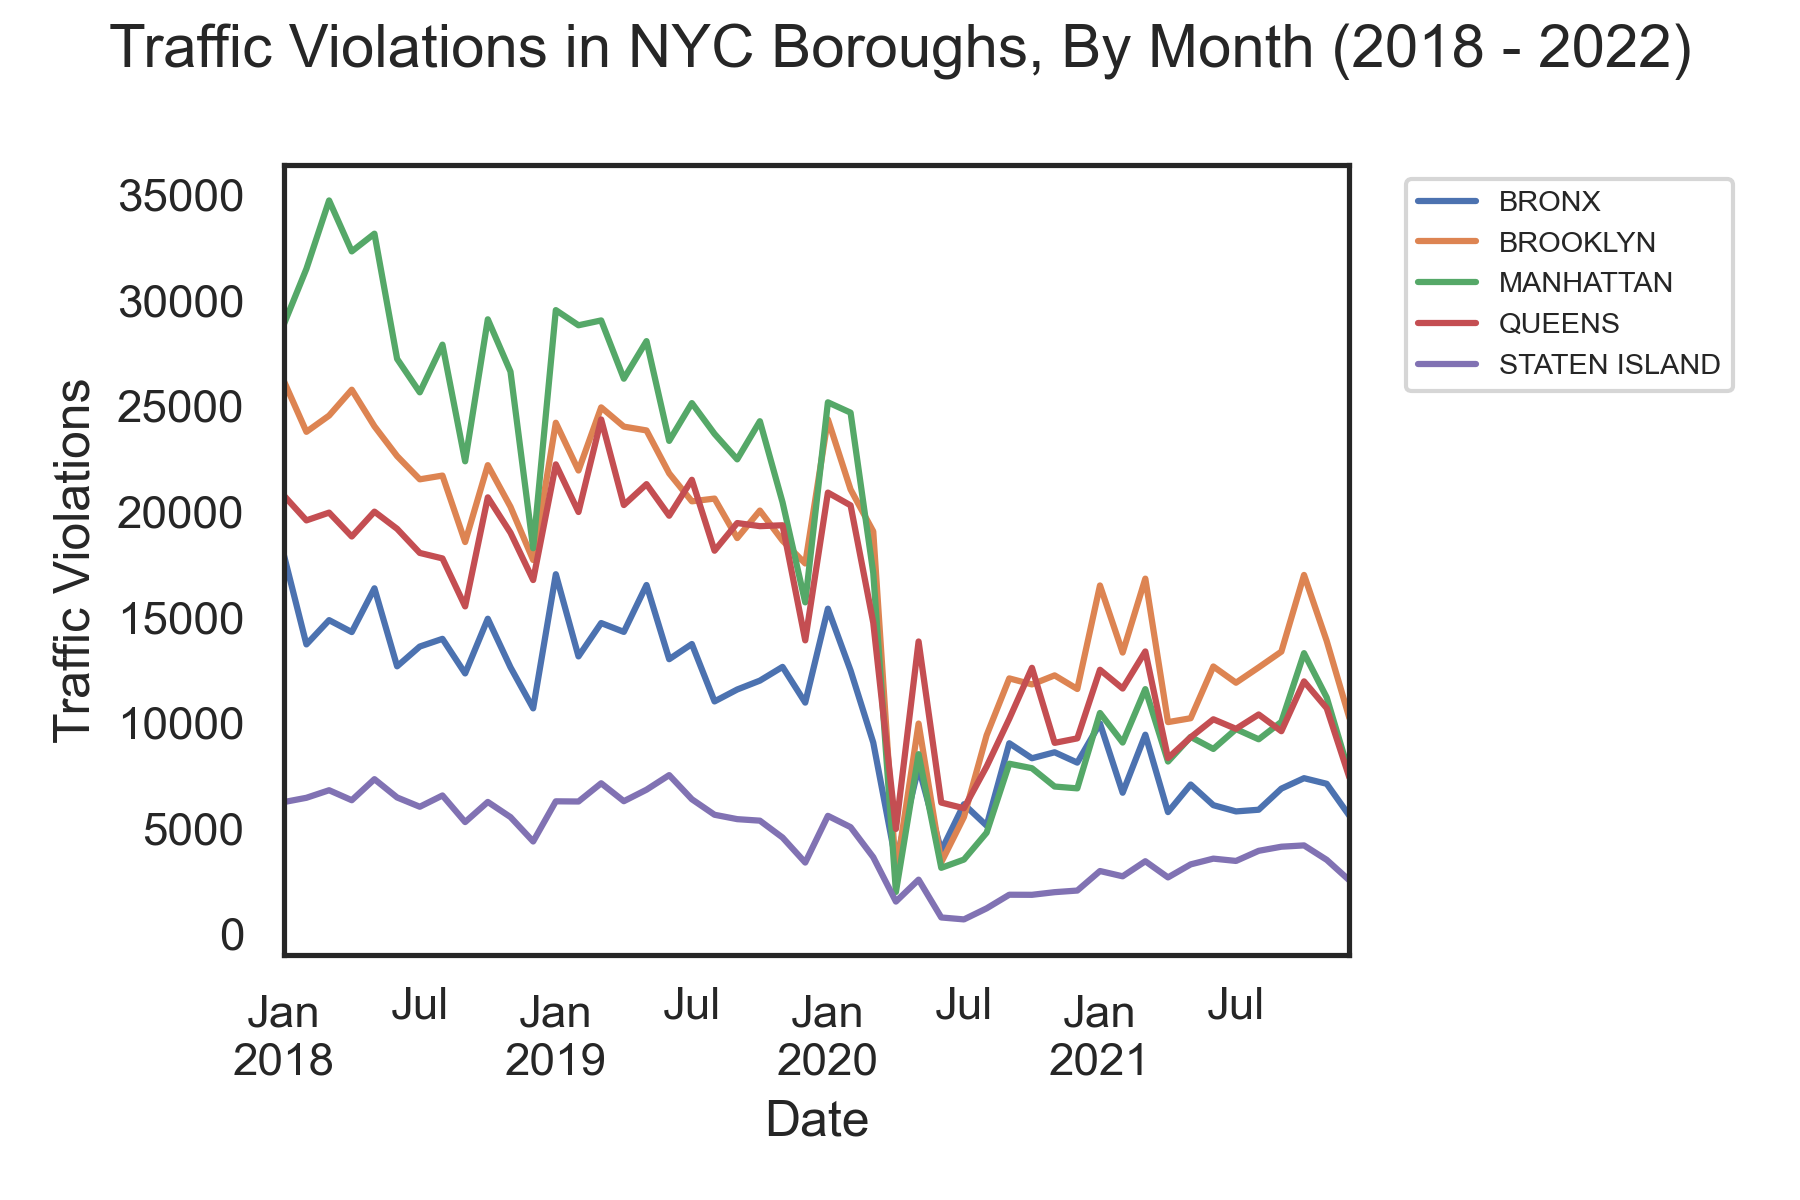 Traffic Violations in NYC Boroughs, By Month (2018 - 2022)
35000
30000
25000
20000
15000
10000
5000
0
Traffic Violations
Jan Jul Jan Jul Jan Jul Jan Jul
2018 2019 2020 2021
Date
BRONX
BROOKLYN
MANHATTAN
QUEENS
STATEN ISLAND